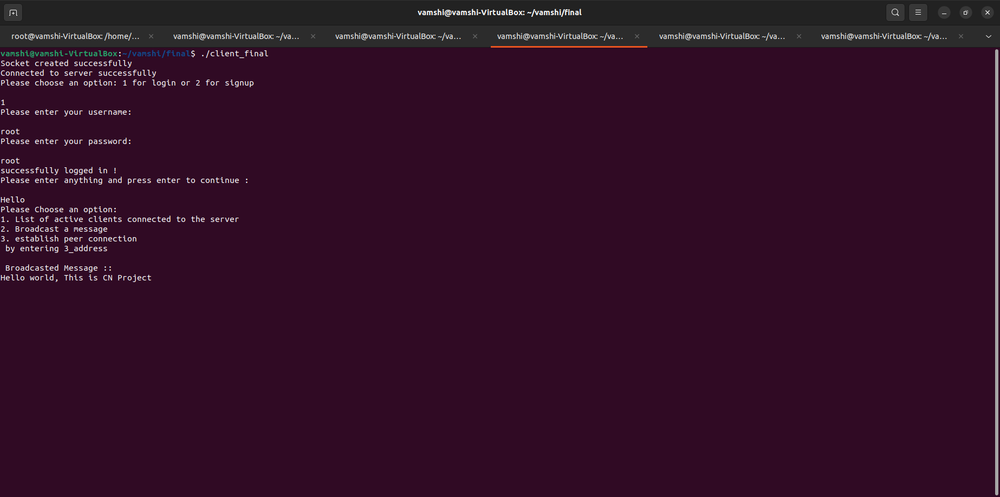 vamshi@vamshi-VirtualBox: ~/vamshi/final
root@vamshi-VirtualBox: /home/... vamshi@vamshi-VirtualBox: ~/va... vamshi@vamshi-VirtualBox: ~/va... vamshi@vamshi-VirtualBox: ~/va... vamshi@vamshi-VirtualBox: ~/va... vamshi@vamshi-VirtualBox: ~/va...
vamshi@vamshi-VirtualBox:~/vamshi/final$ ./client_final
Socket created successfully
Connected to server successfully
Please choose an option: 1 for login or 2 for signup
1
Please enter your username:
root
Please enter your password:
root
successfully logged in !
Please enter anything and press enter to continue :
Hello
Please Choose an option:
1. List of active clients connected to the server
2. Broadcast a message
3. establish peer connection
by entering 3_address
Broadcasted Message ::
Hello world, This is CN Project